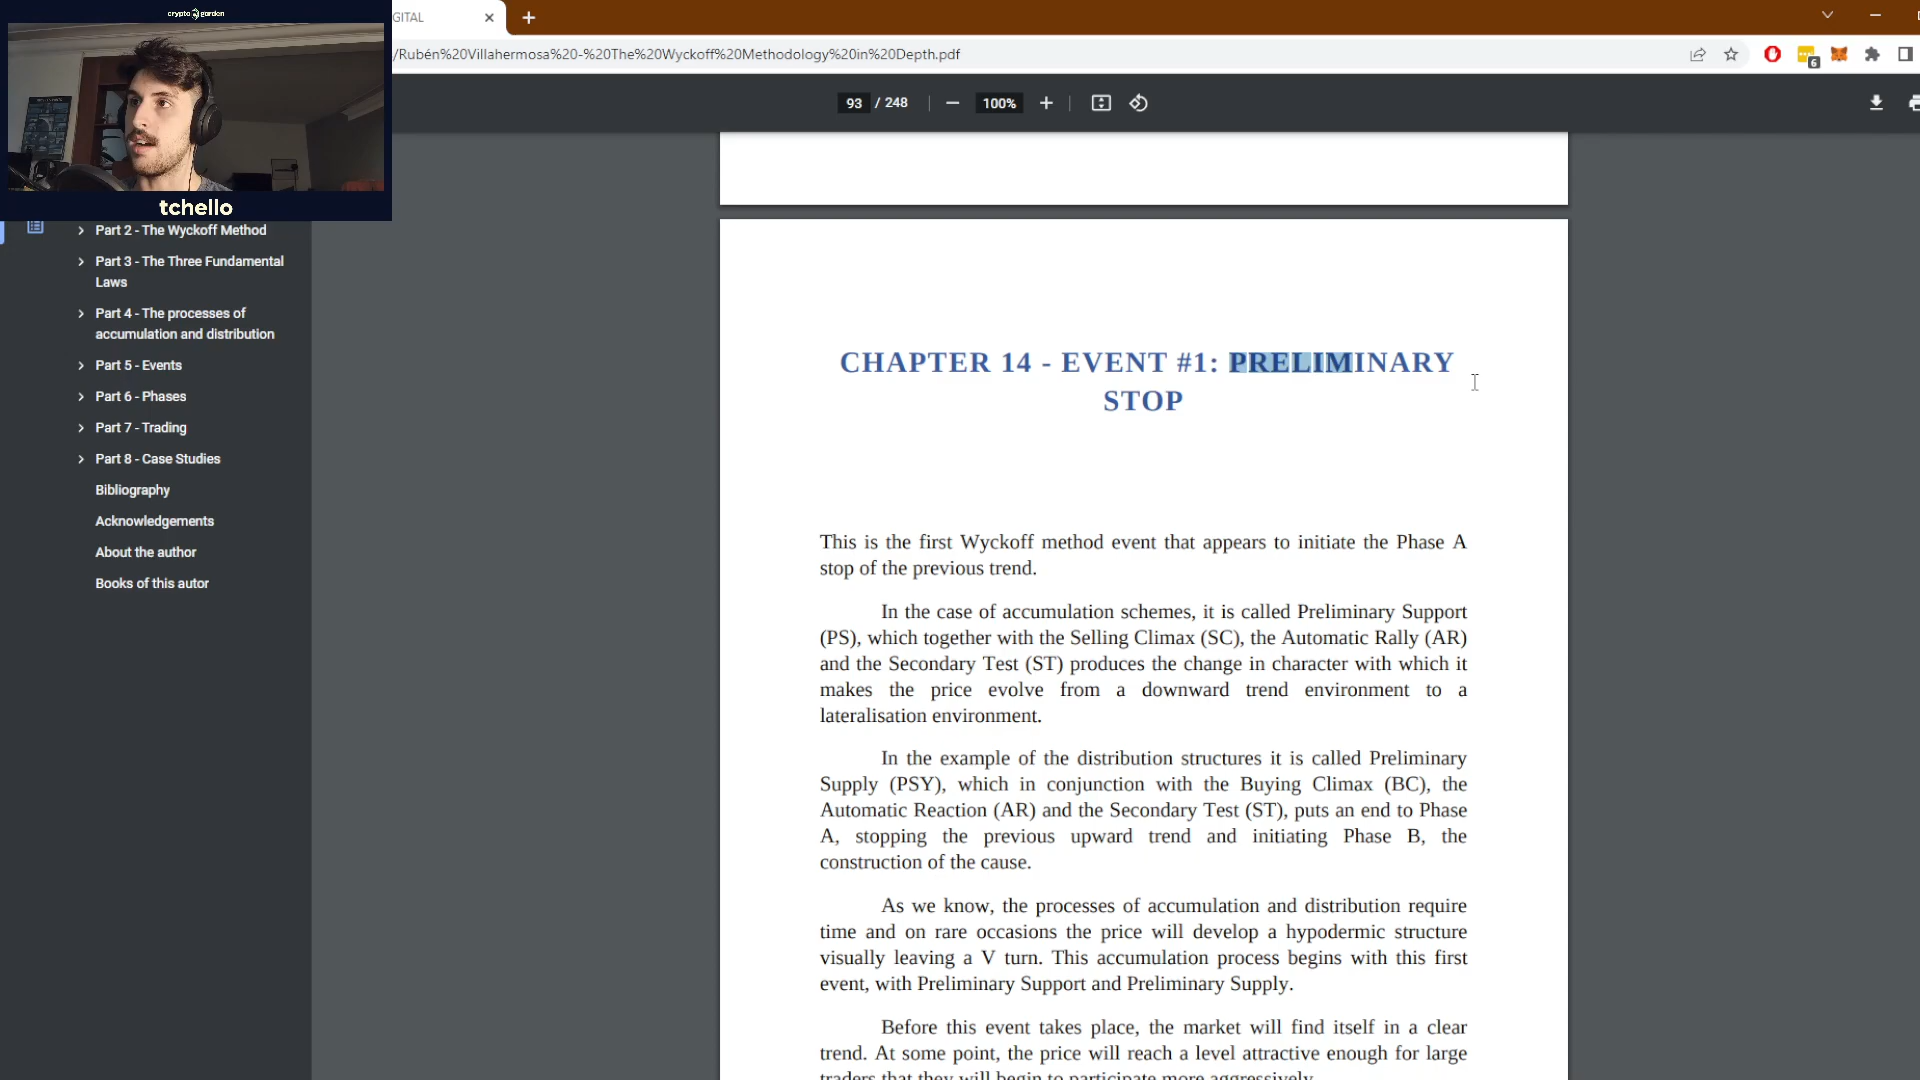 crypto garden
tchello
GITAL
/Rubén%20Villahermosa%20-%20The%20Wyckoff%20Methodology%20in%20Depth.pdf
6
93 / 248
100%
Part 2 - The Wyckoff Method
Part 3 - The Three Fundamental
Laws
Part 4 - The processes of
accumulation and distribution
Part 5 - Events
Part 6 - Phases
Part 7 - Trading
Part 8 - Case Studies
Bibliography
Acknowledgements
About the author
Books of this autor
CHAPTER 14 - EVENT #1: PRELIMINARY
STOP
This is the first Wyckoff method event that appears to initiate the Phase A
stop of the previous trend.
In the case of accumulation schemes, it is called Preliminary Support
(PS), which together with the Selling Climax (SC), the Automatic Rally (AR)
and the Secondary Test (ST) produces the change in character with which it
makes the price evolve from a downward trend environment to a
lateralisation environment.
In the example of the distribution structures it is called Preliminary
Supply (PSY), which in conjunction with the Buying Climax (BC), the
Automatic Reaction (AR) and the Secondary Test (ST), puts an end to Phase
A, stopping the previous upward trend and initiating Phase B, the
construction of the cause.
As we know, the processes of accumulation and distribution require
time and on rare occasions the price will develop a hypodermic structure
visually leaving a V turn. This accumulation process begins with this first
event, with Preliminary Support and Preliminary Supply.
Before this event takes place, the market will find itself in a clear
trend. At some point, the price will reach a level attractive enough for large
traders that they will begin to participate more aggressively.